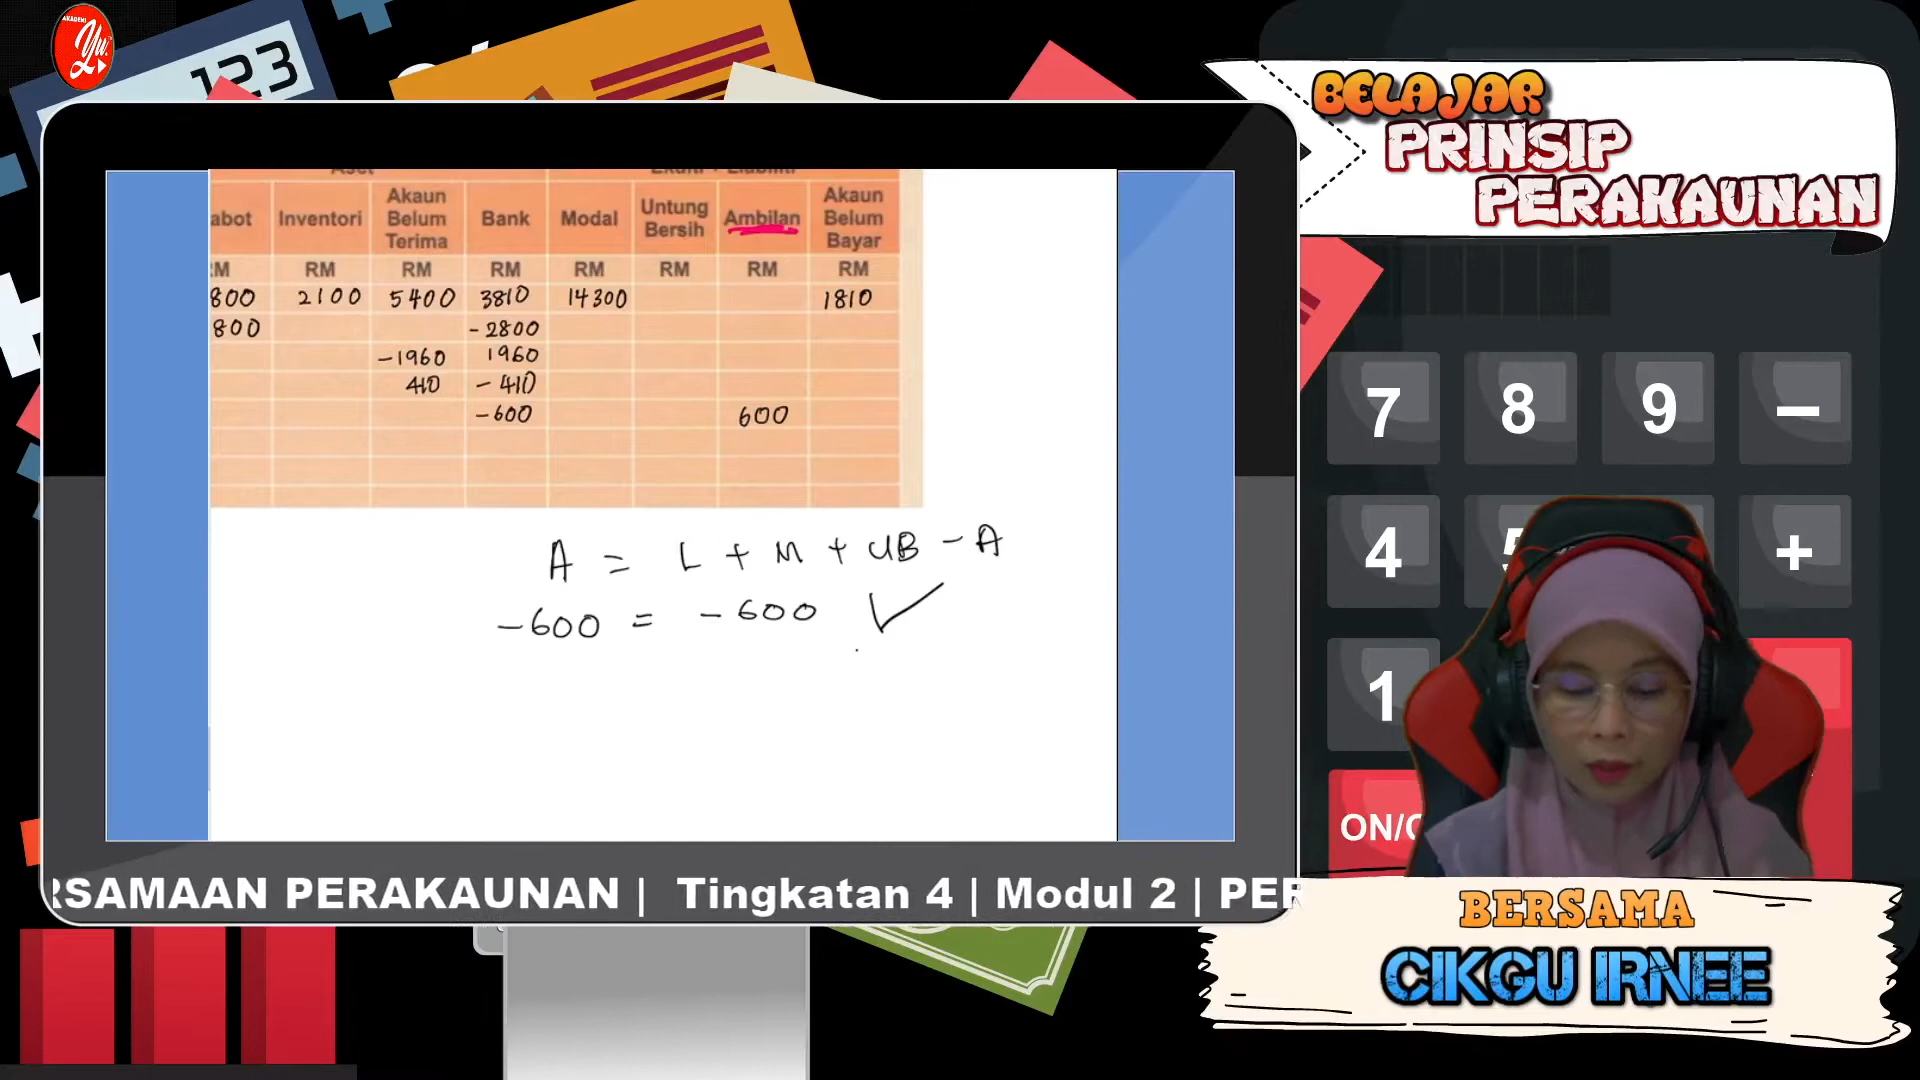 AKADEMI
Yu
123
BELAJAR
PRINSIP
PERAKAUNAN
abot Inventori Akaun Belum Terima Bank Modal Untung Bersih Ambilan Akaun Belum Bayar
RM RM RM RM RM RM RM
800 2100 5400 3810 14300 1810
800 -2800
-1960 1960
410 -410
-600 600
A = L + M + UB - A
-600 = -600 ✓
RSAMAAN PERAKAUNAN | Tingkatan 4 | Modul 2 | PER
7 8 9 −
4 5 +
1
ON/C
BERSAMA
CIKGU IRNEE